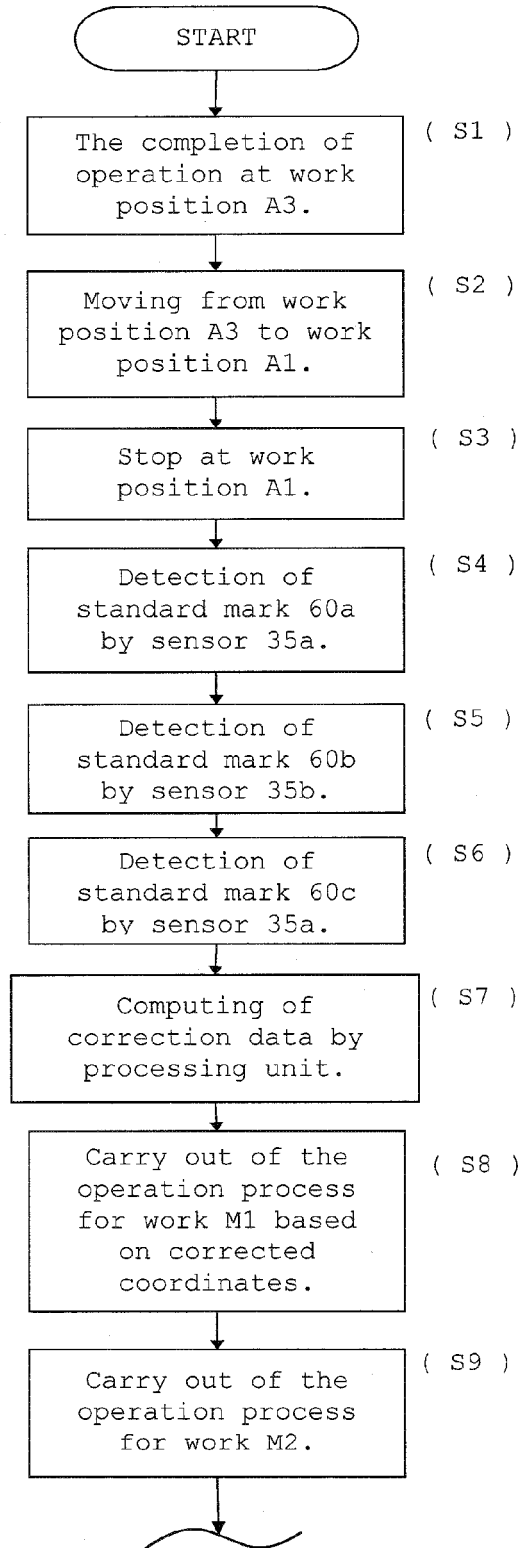 START
( S1 )
The completion of
operation at work
position A3.
( S2 )
Moving from work
position A3 to work
position A1.
( S3 )
Stop at work
position A1.
( S4 )
Detection of
standard mark 60a
by sensor 35a.
( S5 )
Detection of
standard mark 60b
by sensor 35b.
( S6 )
Detection of
standard mark 60c
by sensor 35a.
( S7 )
Computing of
correction data by
processing unit.
( S8 )
Carry out of the
operation process
for work M1 based
on corrected
coordinates.
( S9 )
Carry out of the
operation process
for work M2.